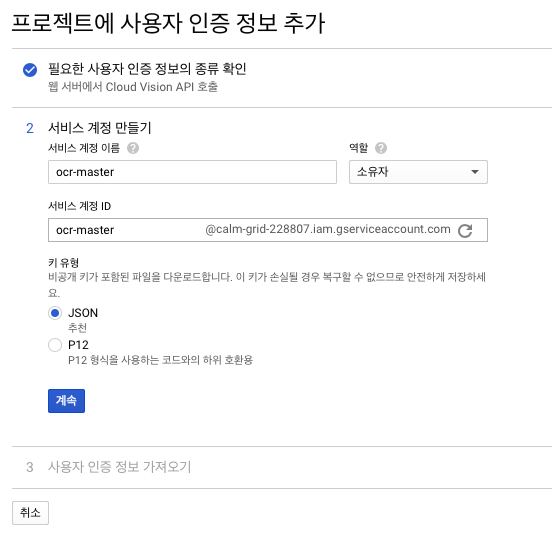 프로젝트에 사용자 인증 정보 추가
필요한 사용자 인증 정보의 종류 확인
웹 서버에서 Cloud Vision API 호출
2 서비스 계정 만들기
서비스 계정 이름 ? 역할 ?
ocr-master 소유자
서비스 계정 ID
ocr-master @calm-grid-228807.iam.gserviceaccount.com
키 유형
비공개 키가 포함된 파일을 다운로드합니다. 이 키가 손실될 경우 복구할 수 없으므로 안전하게 저장하세
요.
JSON
추천
P12
P12 형식을 사용하는 코드와의 하위 호환용
계속
3 사용자 인증 정보 가져오기
취소